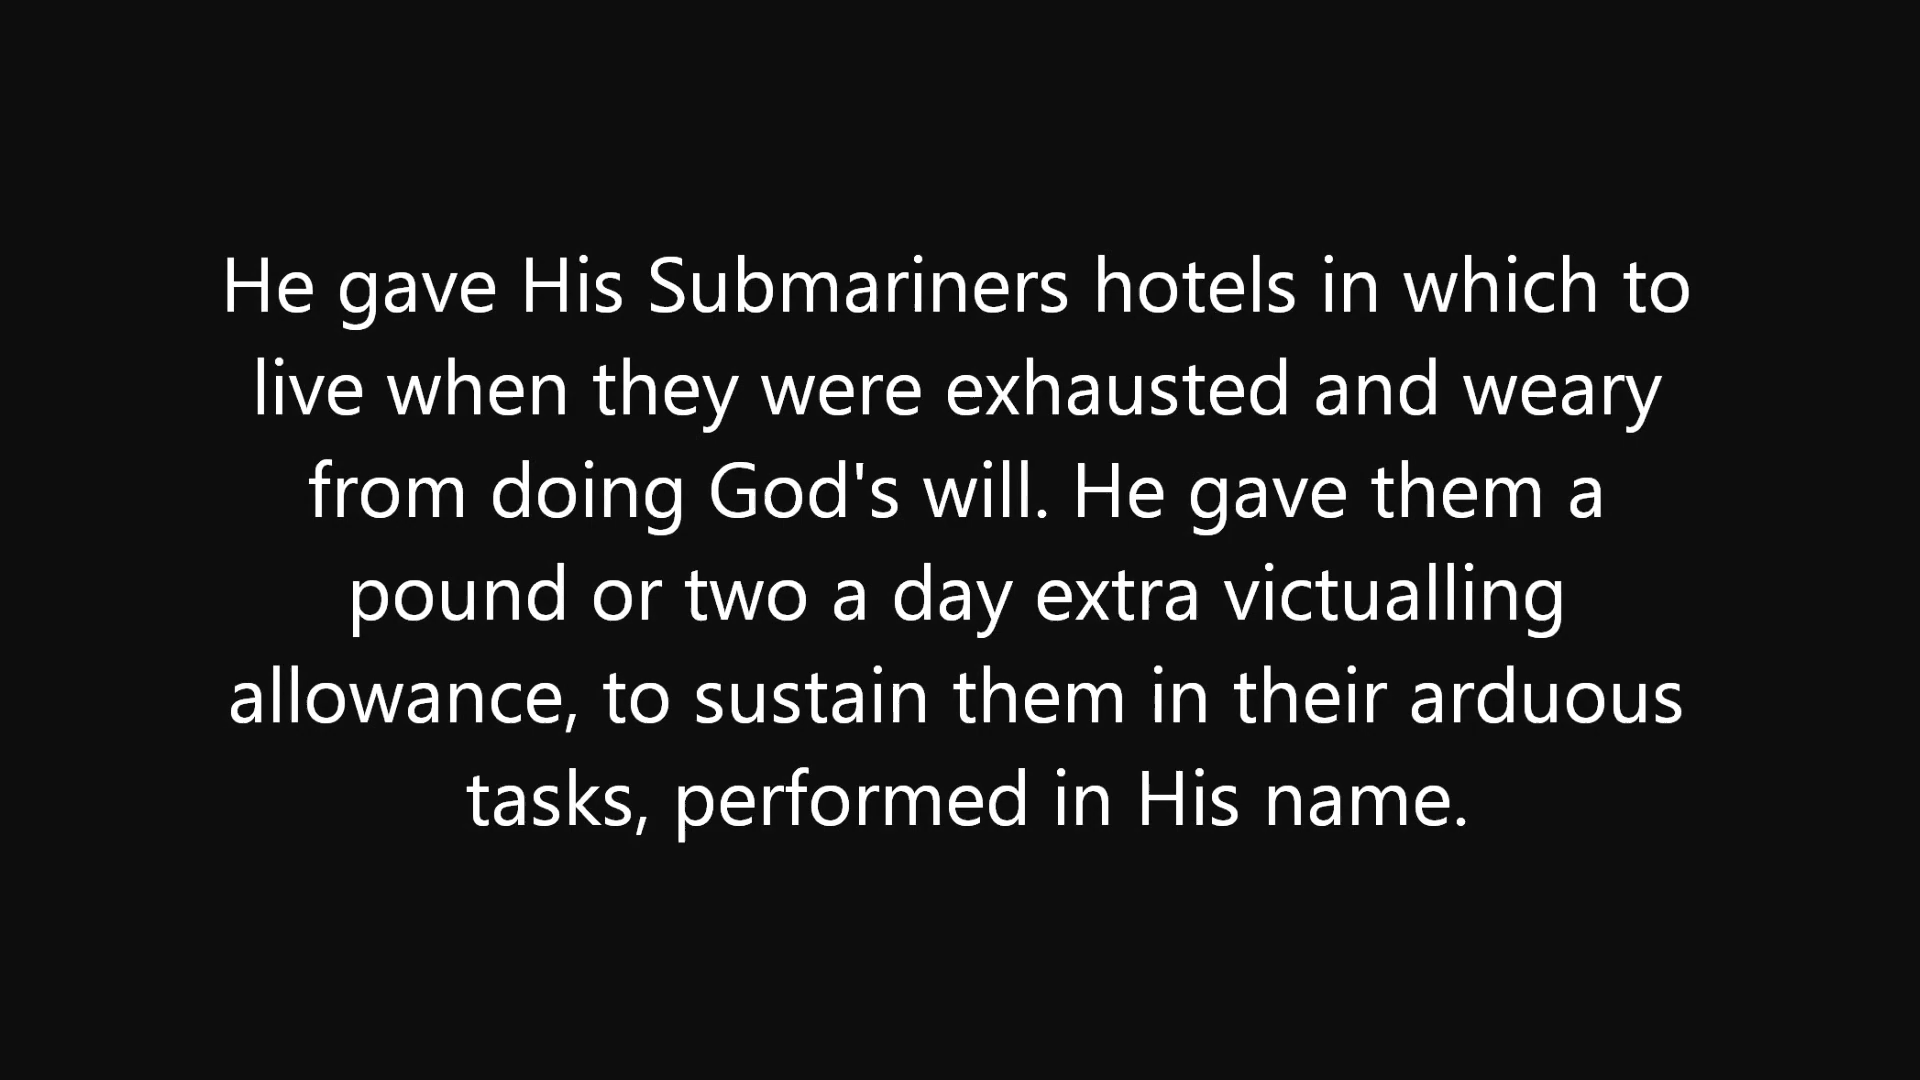 He gave His Submariners hotels in which to
live when they were exhausted and weary
from doing God's will. He gave them a
pound or two a day extra victualling
allowance, to sustain them in their arduous
tasks, performed in His name.